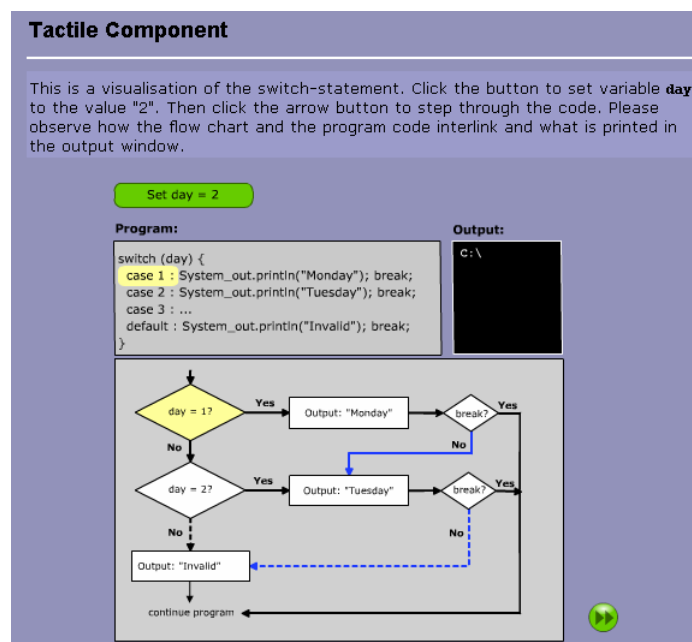 Tactile Component
This is a visualisation of the switch-statement. Click the button to set variable day
to the value "2". Then click the arrow button to step through the code. Please
observe how the flow chart and the program code interlink and what is printed in
the output window.
Set day = 2
Program:
Output:
switch (day) {
case 1 : System_out.println("Monday"); break;
case 2 : System_out.println("Tuesday"); break;
case 3 : ...
default : System_out.println("Invalid"); break;
}
C:\
day = 1?
Yes
Output: "Monday"
break?
Yes
No
No
day = 2?
Yes
Output: "Tuesday"
break?
Yes
No
No
Output: "Invalid"
continue program